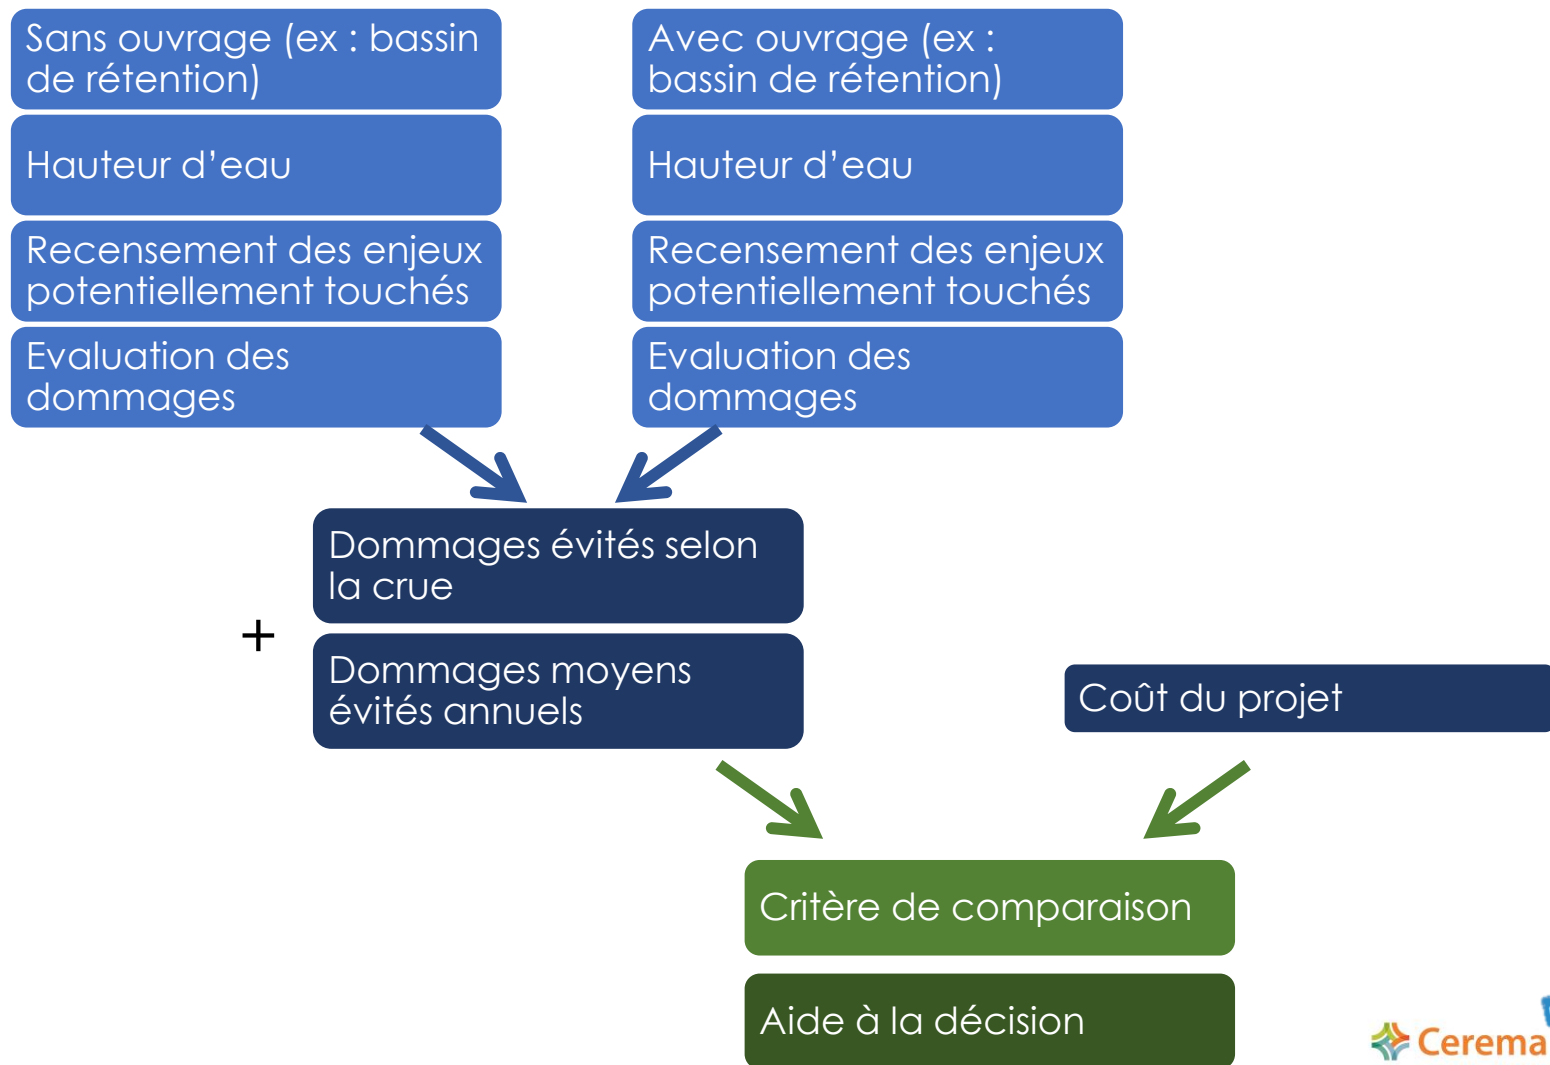 Sans ouvrage (ex : bassin
de rétention)
Hauteur d’eau
Recensement des enjeux
potentiellement touchés
Evaluation des
dommages
Avec ouvrage (ex :
bassin de rétention)
Hauteur d’eau
Recensement des enjeux
potentiellement touchés
Evaluation des
dommages
Dommages évités selon
la crue
+
Dommages moyens
évités annuels
Coût du projet
Critère de comparaison
Aide à la décision
Cerema